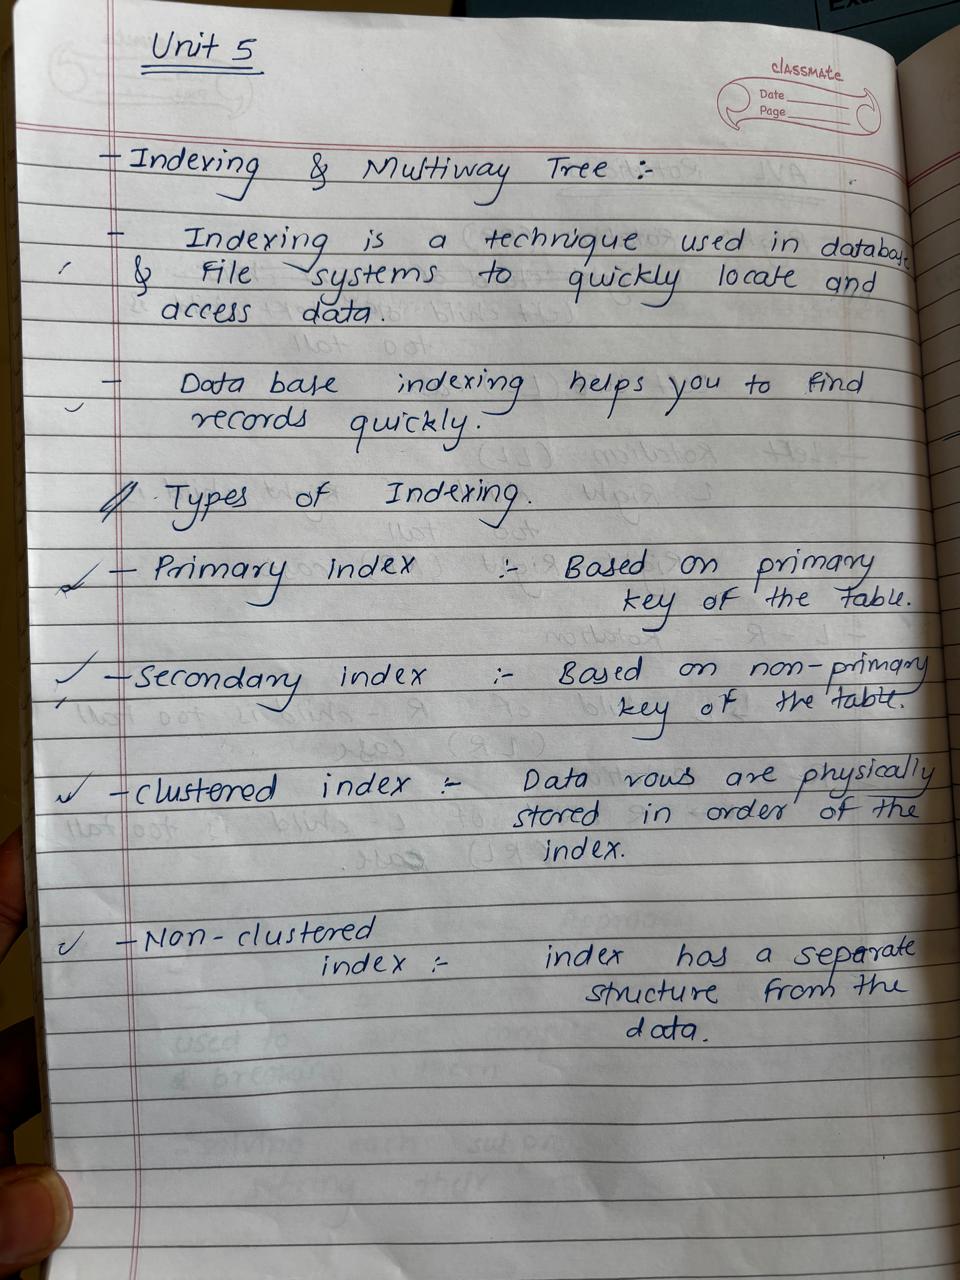 Unit 5
classmate
Date
Page
- Indexing & Multiway Tree :-
- Indexing is a technique used in database
& File systems to quickly locate and
access data.
- Data base indexing helps you to find
records quickly.
Types of Indexing.
- Primary index :- Based on primary
key of the table.
- Secondary index :- Based on non-primary
key of the table.
- clustered index :- Data rows are physically
stored in order of the
index.
- Non-clustered
index :- index has a separate
structure from the
data.